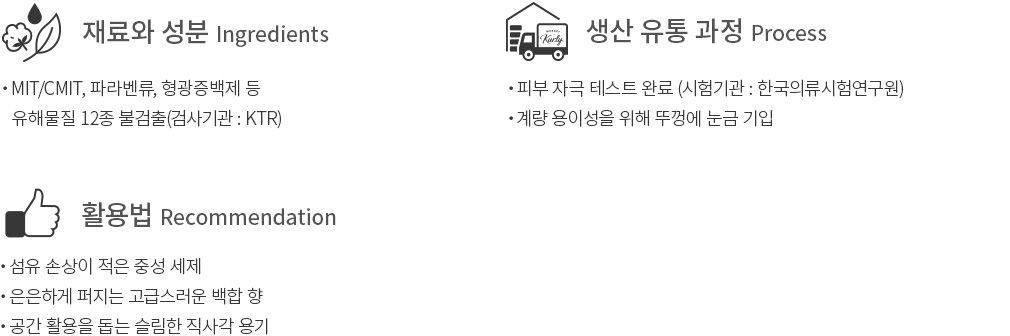 재료와 성분 Ingredients
• MIT/CMIT, 파라벤류, 형광증백제 등
유해물질 12종 불검출(검사기관 : KTR)
Kurly
생산 유통 과정 Process
• 피부 자극 테스트 완료 (시험기관 : 한국의류시험연구원)
• 계량 용이성을 위해 뚜껑에 눈금 기입
활용법 Recommendation
• 섬유 손상이 적은 중성 세제
• 은은하게 퍼지는 고급스러운 백합 향
• 공간 활용을 돕는 슬림한 직사각 용기